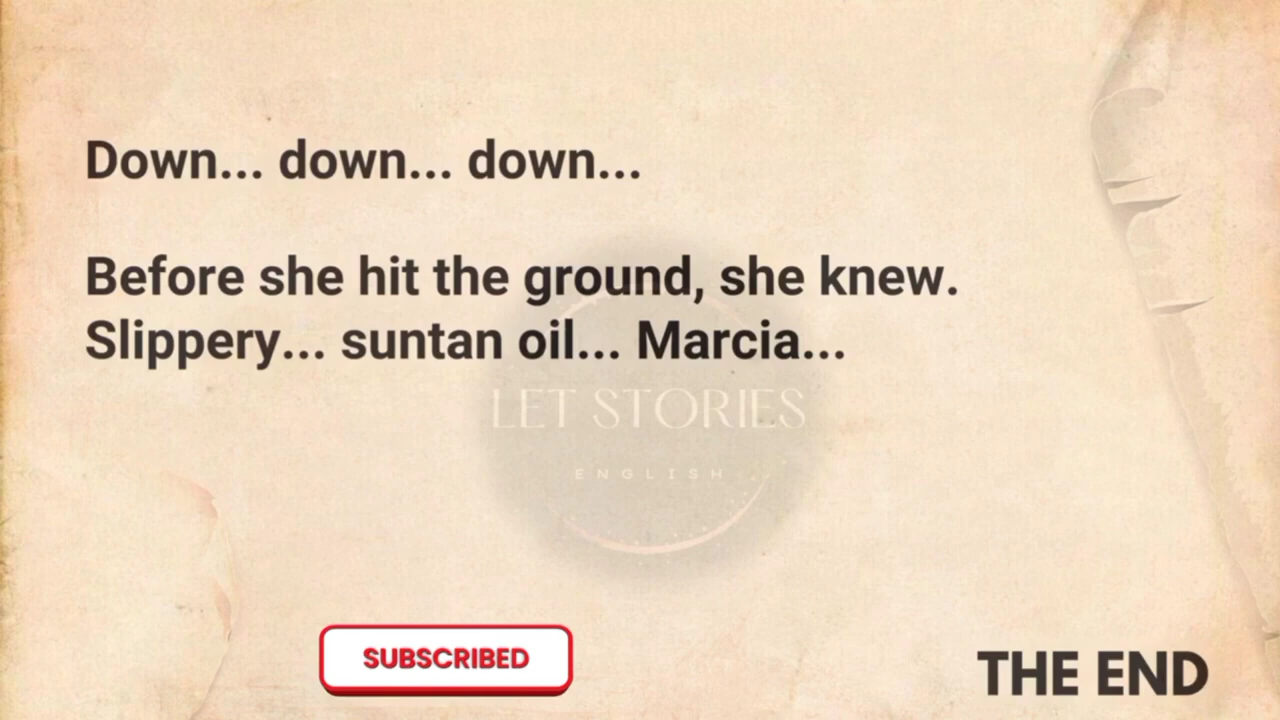 Down... down... down...
Before she hit the ground, she knew.
Slippery... suntan oil... Marcia...
LET STORIES
ENGLISH
SUBSCRIBED
THE END